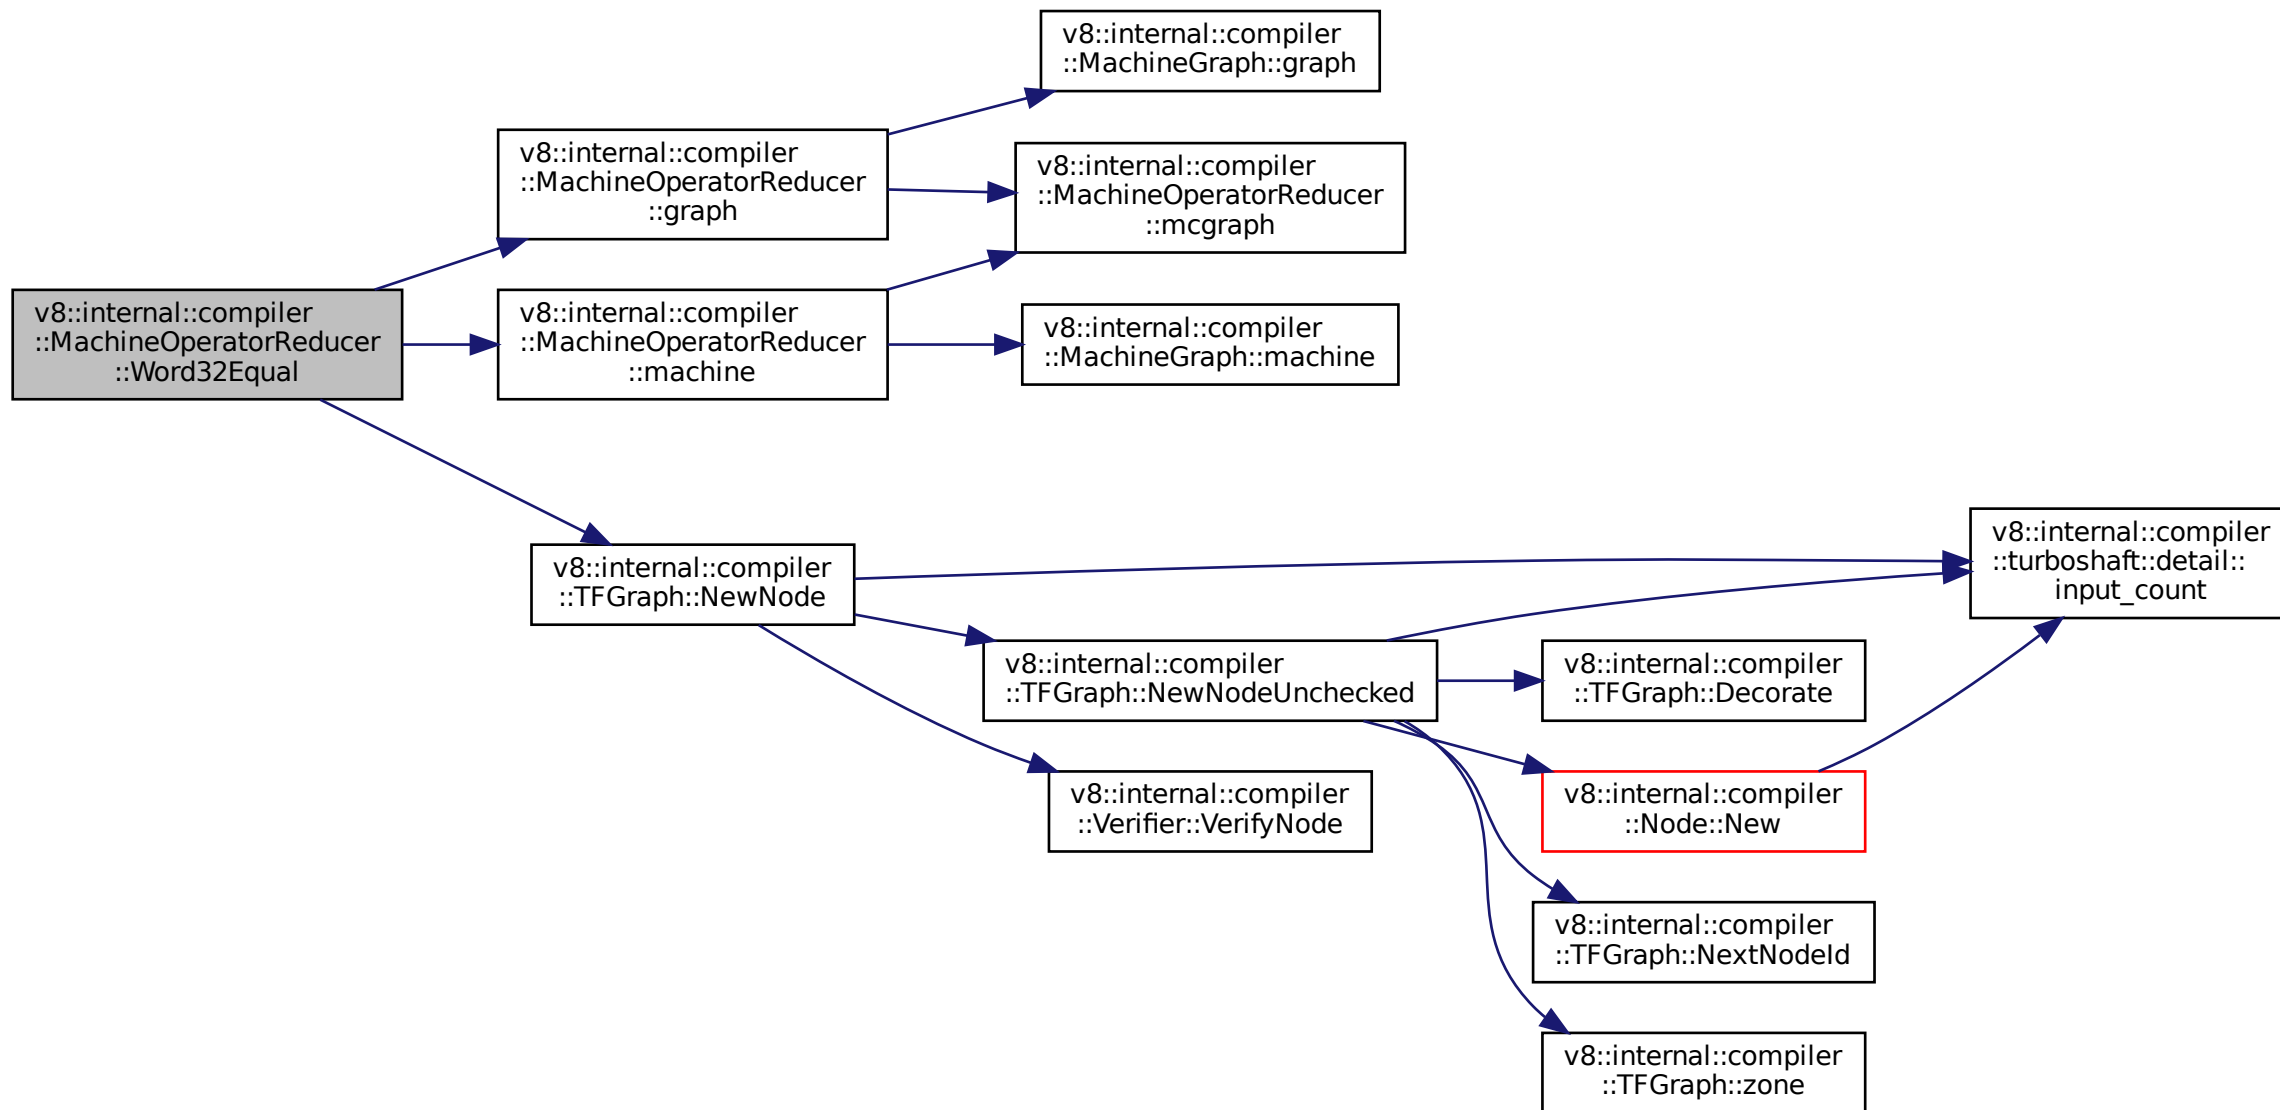 v8::internal::compiler
::MachineOperatorReducer
::Word32Equal
v8::internal::compiler
::MachineOperatorReducer
::graph
v8::internal::compiler
::MachineGraph::graph
v8::internal::compiler
::MachineOperatorReducer
::mcgraph
v8::internal::compiler
::MachineOperatorReducer
::machine
v8::internal::compiler
::MachineGraph::machine
v8::internal::compiler
::TFGraph::NewNode
v8::internal::compiler
::turboshaft::detail::
input_count
v8::internal::compiler
::TFGraph::NewNodeUnchecked
v8::internal::compiler
::TFGraph::Decorate
v8::internal::compiler
::Verifier::VerifyNode
v8::internal::compiler
::Node::New
v8::internal::compiler
::TFGraph::NextNodeId
v8::internal::compiler
::TFGraph::zone